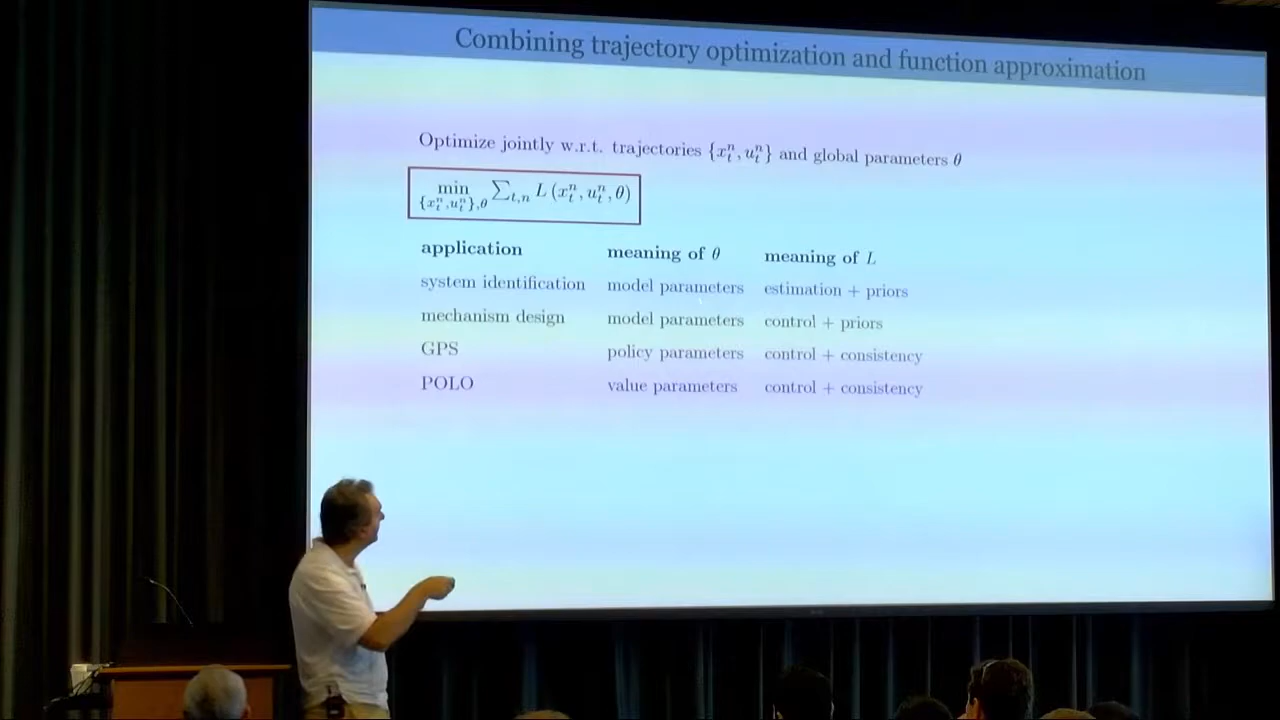 Combining trajectory optimization and function approximation
Optimize jointly w.r.t. trajectories {x_t^n, u_t^n} and global parameters θ
min_{{x_t^n, u_t^n}, θ} ∑_{t,n} L (x_t^n, u_t^n, θ)
application meaning of θ meaning of L
system identification model parameters estimation + priors
mechanism design model parameters control + priors
GPS policy parameters control + consistency
POLO value parameters control + consistency